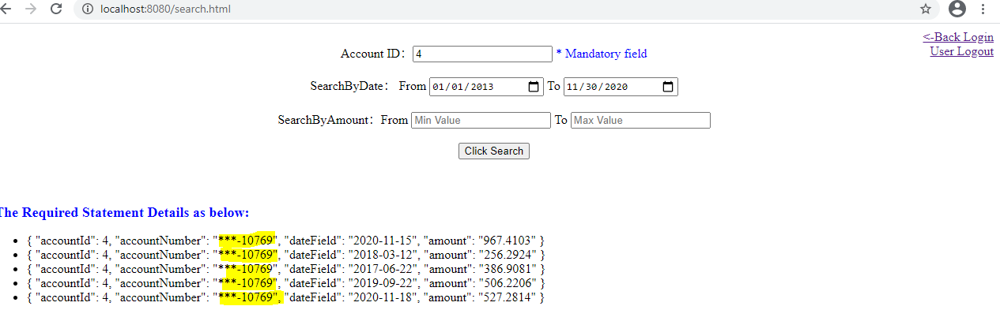 localhost:8080/search.html
<-Back Login
User Logout
Account ID: 4 * Mandatory field
SearchByDate: From 01/01/2013 To 11/30/2020
SearchByAmount: From Min Value To Max Value
Click Search
The Required Statement Details as below:
• { "accountId": 4, "accountNumber": "***-10769", "dateField": "2020-11-15", "amount": "967.4103" }
• { "accountId": 4, "accountNumber": "***-10769", "dateField": "2018-03-12", "amount": "256.2924" }
• { "accountId": 4, "accountNumber": "***-10769", "dateField": "2017-06-22", "amount": "386.9081" }
• { "accountId": 4, "accountNumber": "***-10769", "dateField": "2019-09-22", "amount": "506.2206" }
• { "accountId": 4, "accountNumber": "***-10769", "dateField": "2020-11-18", "amount": "527.2814" }